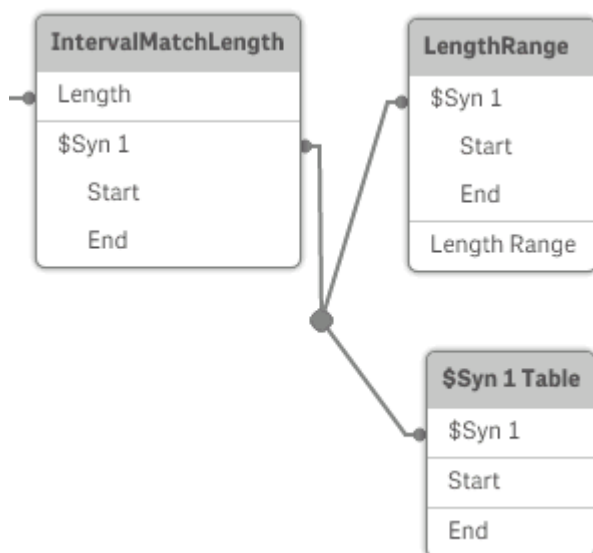 IntervalMatchLength
Length
$Syn 1
Start
End
LengthRange
$Syn 1
Start
End
Length Range
$Syn 1 Table
$Syn 1
Start
End